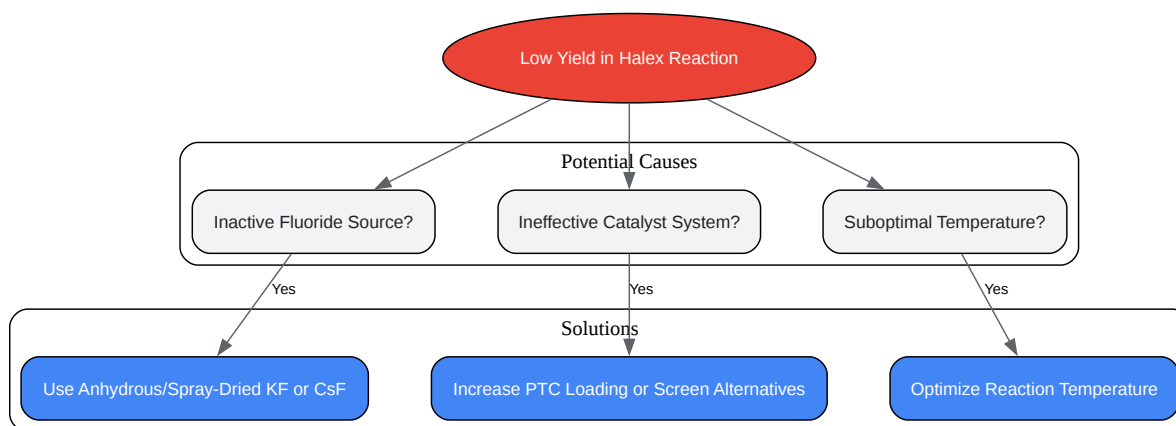 Low Yield in Halex Reaction
Potential Causes
Inactive Fluoride Source?
Ineffective Catalyst System?
Suboptimal Temperature?
Yes
Yes
Yes
Solutions
Use Anhydrous/Spray-Dried KF or CsF
Increase PTC Loading or Screen Alternatives
Optimize Reaction Temperature